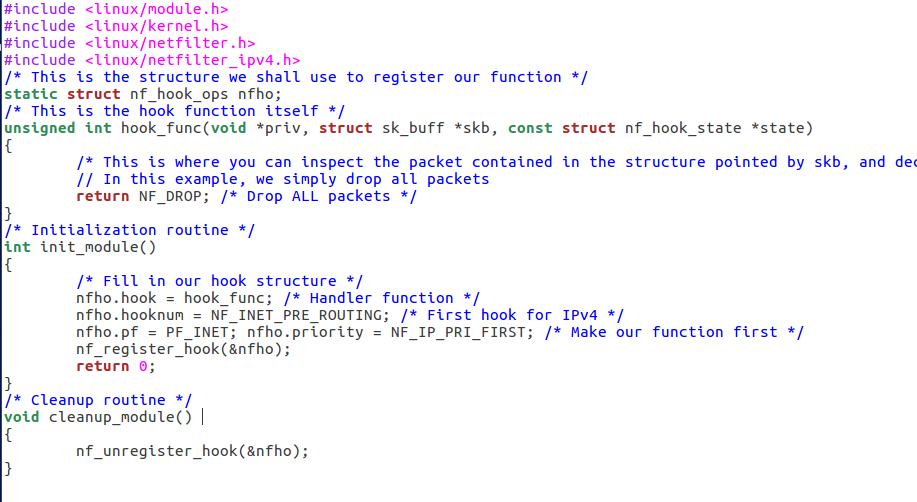 #include <linux/module.h>
#include <linux/kernel.h>
#include <linux/netfilter.h>
#include <linux/netfilter_ipv4.h>
/* This is the structure we shall use to register our function */
static struct nf_hook_ops nfho;
/* This is the hook function itself */
unsigned int hook_func(void *priv, struct sk_buff *skb, const struct nf_hook_state *state)
{
        /* This is where you can inspect the packet contained in the structure pointed by skb, and
        // In this example, we simply drop all packets
        return NF_DROP; /* Drop ALL packets */
}
/* Initialization routine */
int init_module()
{
        /* Fill in our hook structure */
        nfho.hook = hook_func; /* Handler function */
        nfho.hooknum = NF_INET_PRE_ROUTING; /* First hook for IPv4 */
        nfho.pf = PF_INET; nfho.priority = NF_IP_PRI_FIRST; /* Make our function first */
        nf_register_hook(&nfho);
        return 0;
}
/* Cleanup routine */
void cleanup_module()
{
        nf_unregister_hook(&nfho);
}